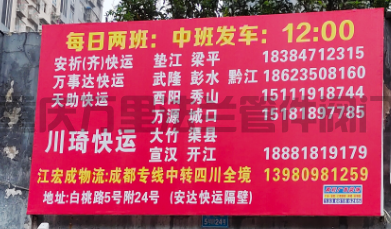 每日两班：中班发车：12:00
安祈(齐)快运 垫江 梁平 18384712315
万事达快运 武隆 彭水 黔江 18623508160
天助快运 酉阳 秀山 15111918744
万源 城口 15181897785
川琦快运 大竹 渠县
宣汉 开江 18881819179
江宏成物流:成都专线中转四川全境 13980981259
地址:白桃路5号附24号 (安达快运隔壁)